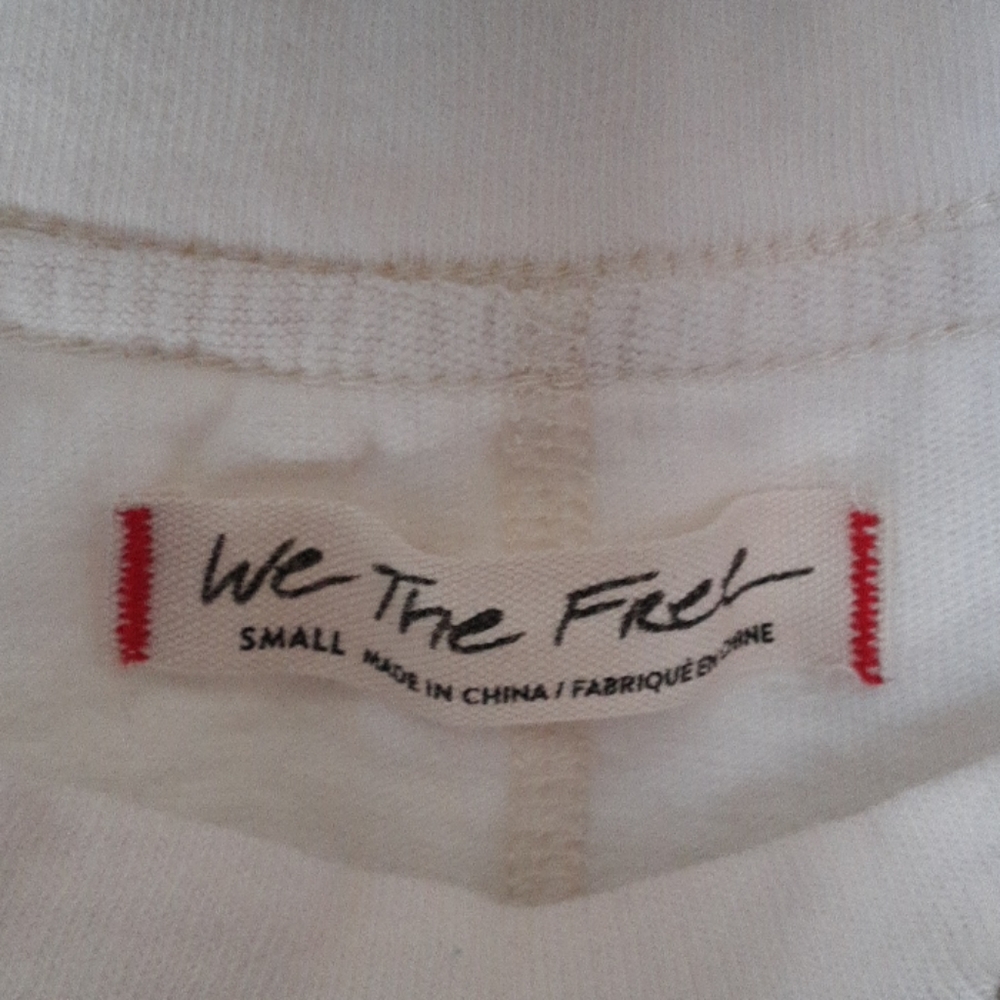 We The Free
SMALL MADE IN CHINA / FABRIQUÉ EN CHINE